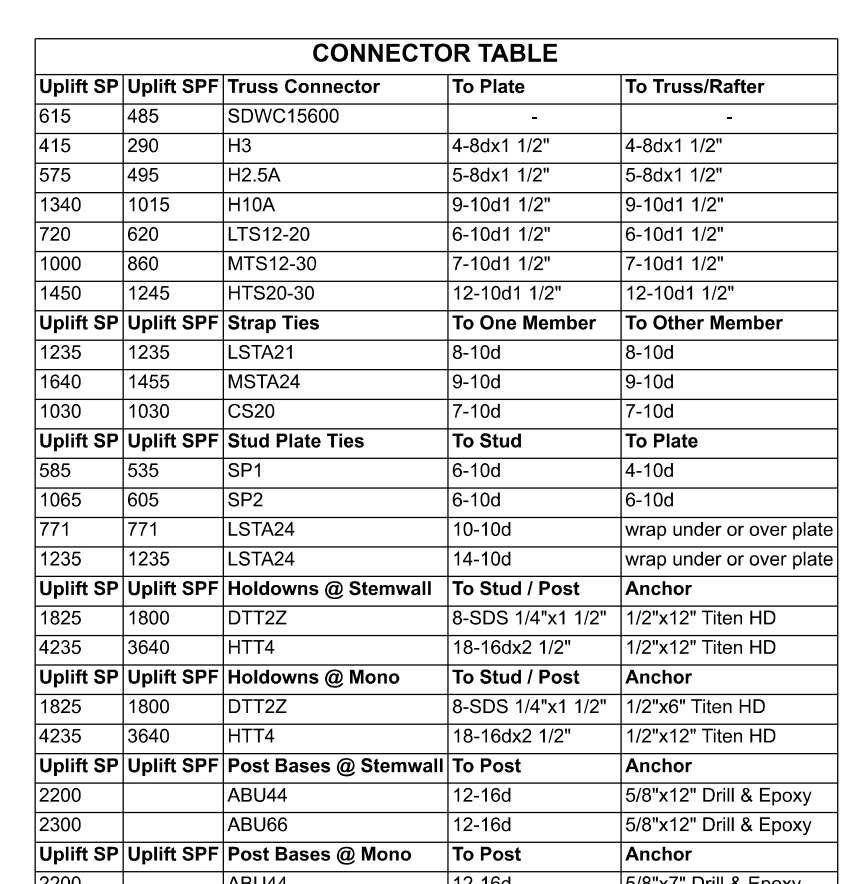 CONNECTOR TABLE
Uplift SP Uplift SPF Truss Connector To Plate To Truss/Rafter
615 485 SDWC15600 - -
415 290 H3 4-8dx1 1/2" 4-8dx1 1/2"
575 495 H2.5A 5-8dx1 1/2" 5-8dx1 1/2"
1340 1015 H10A 9-10d1 1/2" 9-10d1 1/2"
720 620 LTS12-20 6-10d1 1/2" 6-10d1 1/2"
1000 860 MTS12-30 7-10d1 1/2" 7-10d1 1/2"
1450 1245 HTS20-30 12-10d1 1/2" 12-10d1 1/2"
Uplift SP Uplift SPF Strap Ties To One Member To Other Member
1235 1235 LSTA21 8-10d 8-10d
1640 1455 MSTA24 9-10d 9-10d
1030 1030 CS20 7-10d 7-10d
Uplift SP Uplift SPF Stud Plate Ties To Stud To Plate
585 535 SP1 6-10d 4-10d
1065 605 SP2 6-10d 6-10d
771 771 LSTA24 10-10d wrap under or over plate
1235 1235 LSTA24 14-10d wrap under or over plate
Uplift SP Uplift SPF Holdowns @ Stemwall To Stud / Post Anchor
1825 1800 DTT2Z 8-SDS 1/4"x1 1/2" 1/2"x12" Titen HD
4235 3640 HTT4 18-16dx2 1/2" 1/2"x12" Titen HD
Uplift SP Uplift SPF Holdowns @ Mono To Stud / Post Anchor
1825 1800 DTT2Z 8-SDS 1/4"x1 1/2" 1/2"x6" Titen HD
4235 3640 HTT4 18-16dx2 1/2" 1/2"x12" Titen HD
Uplift SP Uplift SPF Post Bases @ Stemwall To Post Anchor
2200 ABU44 12-16d 5/8"x12" Drill & Epoxy
2300 ABU66 12-16d 5/8"x12" Drill & Epoxy
Uplift SP Uplift SPF Post Bases @ Mono To Post Anchor
2200 ABU44 12-16d 5/8"x7" Drill & Epoxy